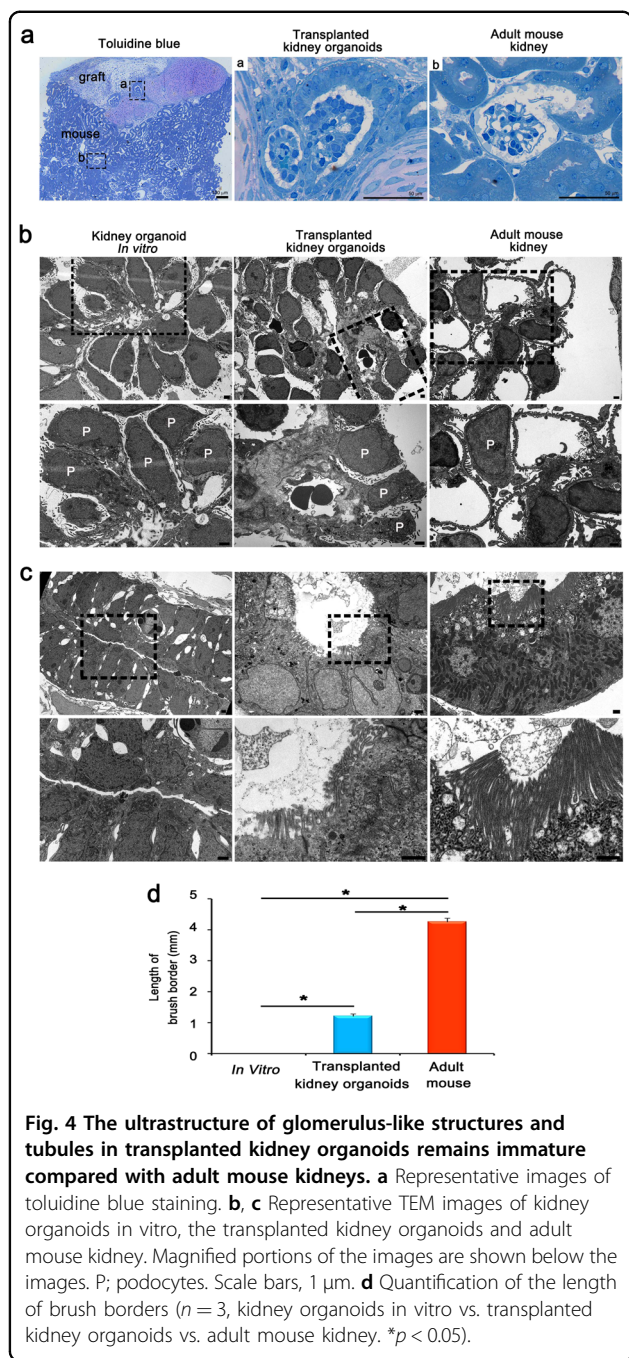 a
Toluidine blue
Transplanted
kidney organoids
Adult mouse
kidney
graft
a
mouse
b
a
b
50 μm
50 μm
b
Kidney organoid
In vitro
Transplanted
kidney organoids
Adult mouse
kidney
P
P
P
P
P
P
P
P
c
d
Length of
brush border (mm)
5
4
3
2
1
0
*
*
*
In Vitro
Transplanted
kidney organoids
Adult
mouse
Fig. 4 The ultrastructure of glomerulus-like structures and
tubules in transplanted kidney organoids remains immature
compared with adult mouse kidneys. a Representative images of
toluidine blue staining. b, c Representative TEM images of kidney
organoids in vitro, the transplanted kidney organoids and adult
mouse kidney. Magnified portions of the images are shown below the
images. P; podocytes. Scale bars, 1 μm. d Quantification of the length
of brush borders (n = 3, kidney organoids in vitro vs. transplanted
kidney organoids vs. adult mouse kidney. *p < 0.05).